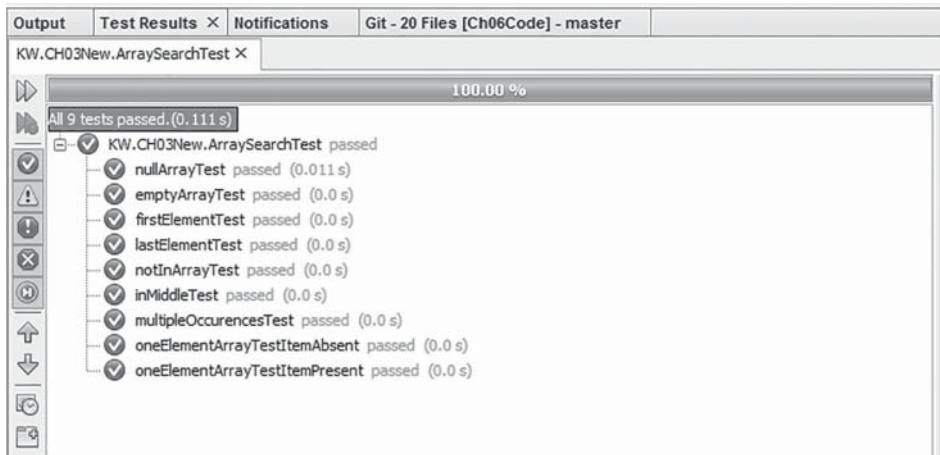 Output Test Results × Notifications Git - 20 Files [Ch06Code] - master
KW.CH03New.ArraySearchTest ×
100.00 %
All 9 tests passed.(0.111 s)
KW.CH03New.ArraySearchTest passed
nullArrayTest passed (0.011 s)
emptyArrayTest passed (0.0 s)
firstElementTest passed (0.0 s)
lastElementTest passed (0.0 s)
notInArrayTest passed (0.0 s)
inMiddleTest passed (0.0 s)
multipleOccurencesTest passed (0.0 s)
oneElementArrayTestItemAbsent passed (0.0 s)
oneElementArrayTestItemPresent passed (0.0 s)